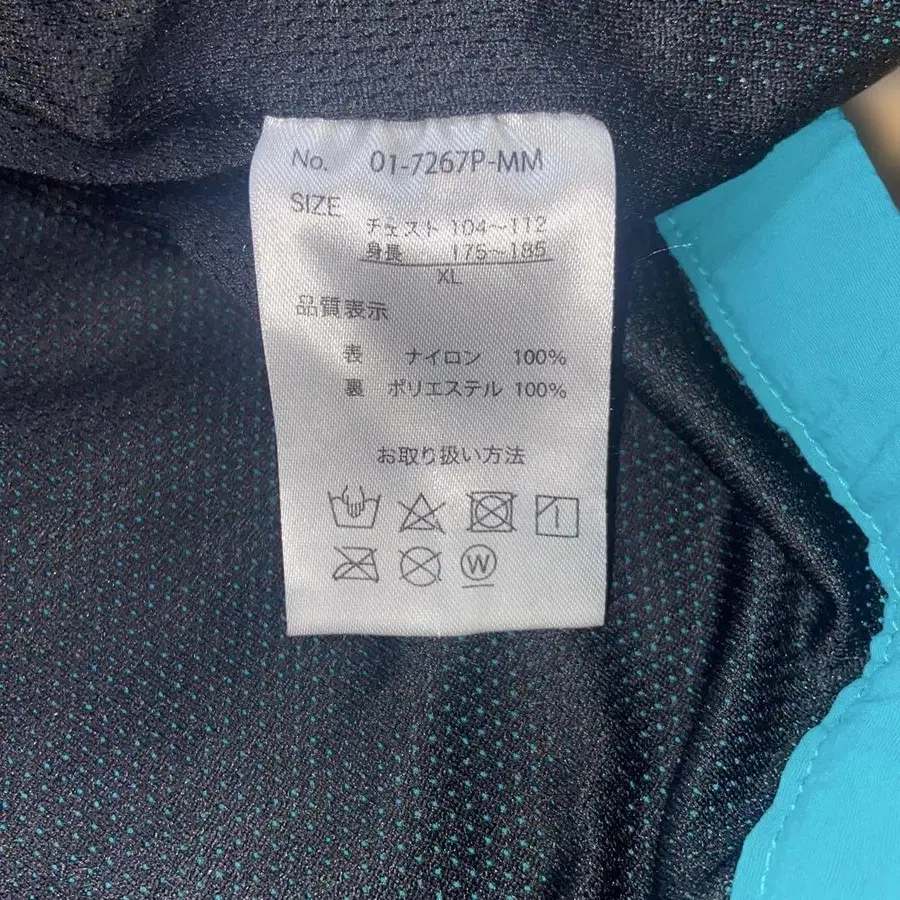 No. 01-7267P-MM
SIZE
チェスト 104〜112
身長 175〜185
XL
品質表示
表 ナイロン 100%
裏 ポリエステル 100%
お取り扱い方法
W